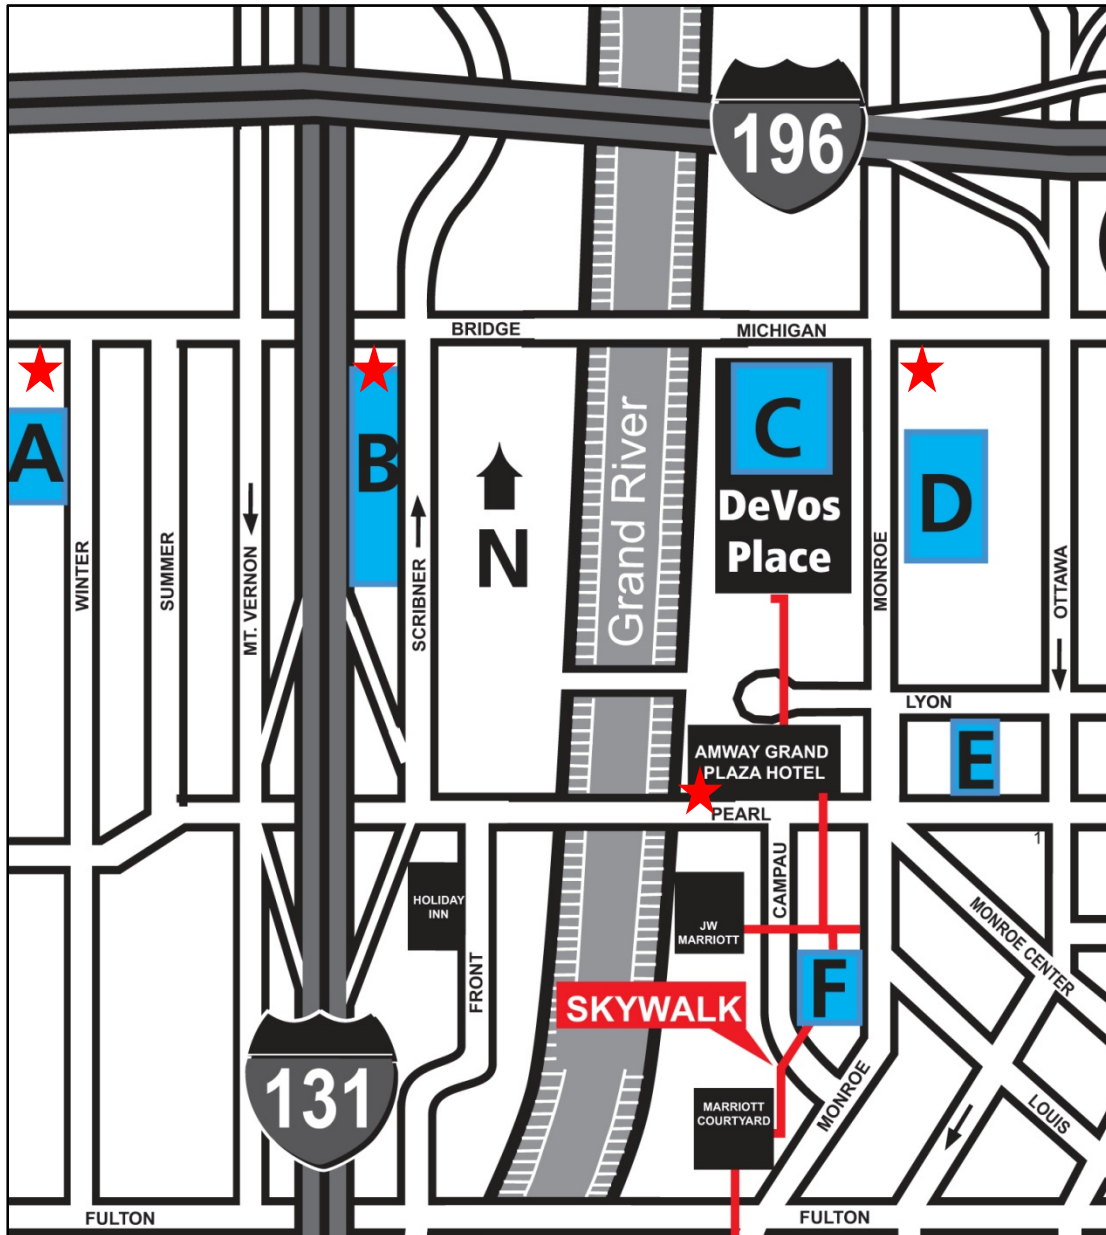 196
BRIDGE
MICHIGAN
A
B
C
D
DeVos
Place
Grand River
N
WINTER
SUMMER
MT. VERNON
SCRIBNER
MONROE
OTTAWA
LYON
E
AMWAY GRAND
PLAZA HOTEL
PEARL
1
CAMPAU
HOLIDAY
INN
JW
MARRIOTT
MONROE CENTER
FRONT
F
SKYWALK
131
MARRIOTT
COURTYARD
MONROE
LOUIS
FULTON
FULTON